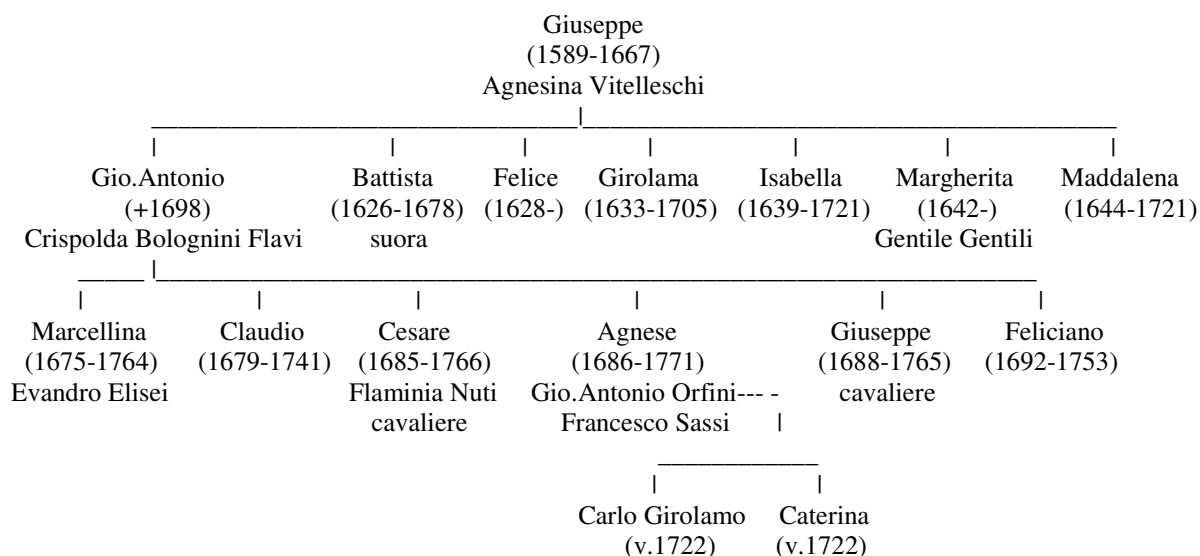 Giuseppe
(1589-1667)
Agnesina Vitelleschi
Gio.Antonio Battista Felice Girolama Isabella Margherita Maddalena
(+1698) (1626-1678) (1628-) (1633-1705) (1639-1721) (1642-) (1644-1721)
Crispolda Bolognini Flavi suora Gentile Gentili
Marcellina Claudio Cesare Agnese Giuseppe Feliciano
(1675-1764) (1679-1741) (1685-1766) (1686-1771) (1688-1765) (1692-1753)
Evandro Elisei Flaminia Nuti Gio.Antonio Orfini--- - cavaliere
cavaliere Francesco Sassi
Carlo Girolamo Caterina
(v.1722) (v.1722)